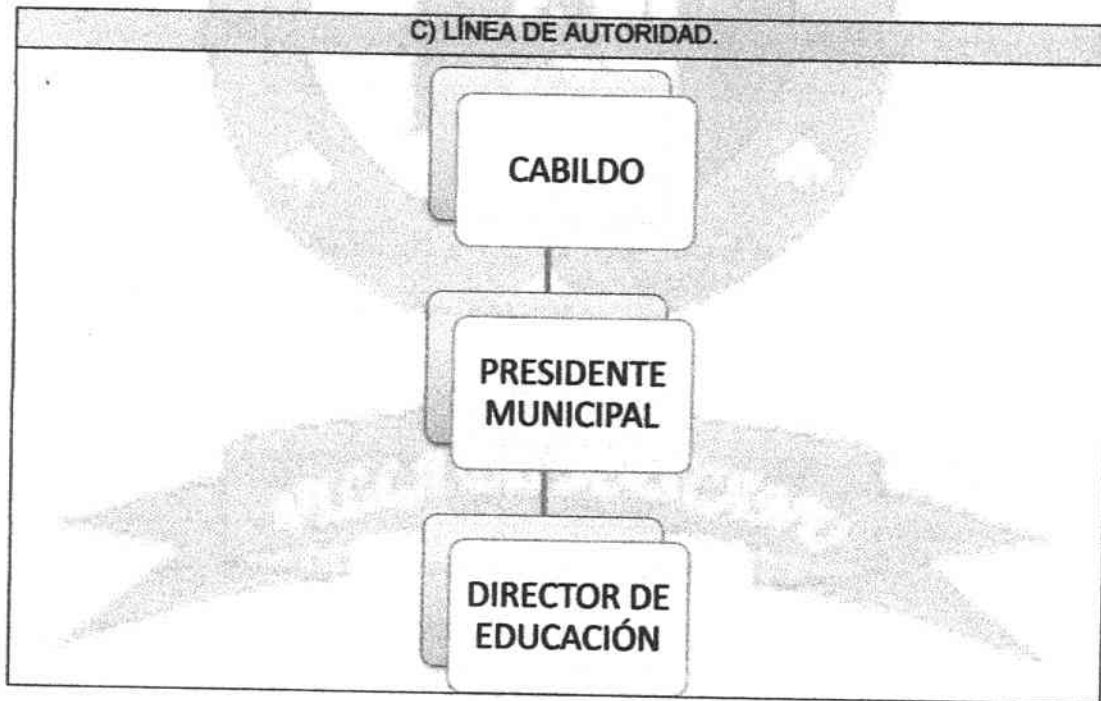 C) LÍNEA DE AUTORIDAD.
CABILDO
PRESIDENTE
MUNICIPAL
DIRECTOR DE
EDUCACIÓN